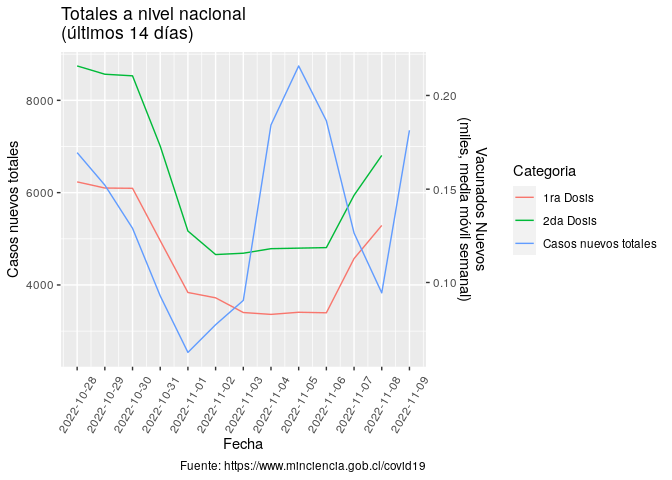 Totales a nivel nacional
(últimos 14 días)
Casos nuevos totales
8000
6000
4000
0.20
0.15
0.10
Vacunados Nuevos
(miles, media móvil semanal)
2022-10-28
2022-10-29
2022-10-30
2022-10-31
2022-11-01
2022-11-02
2022-11-03
2022-11-04
2022-11-05
2022-11-06
2022-11-07
2022-11-08
2022-11-09
Fecha
Categoria
1ra Dosis
2da Dosis
Casos nuevos totales
Fuente: https://www.minciencia.gob.cl/covid19